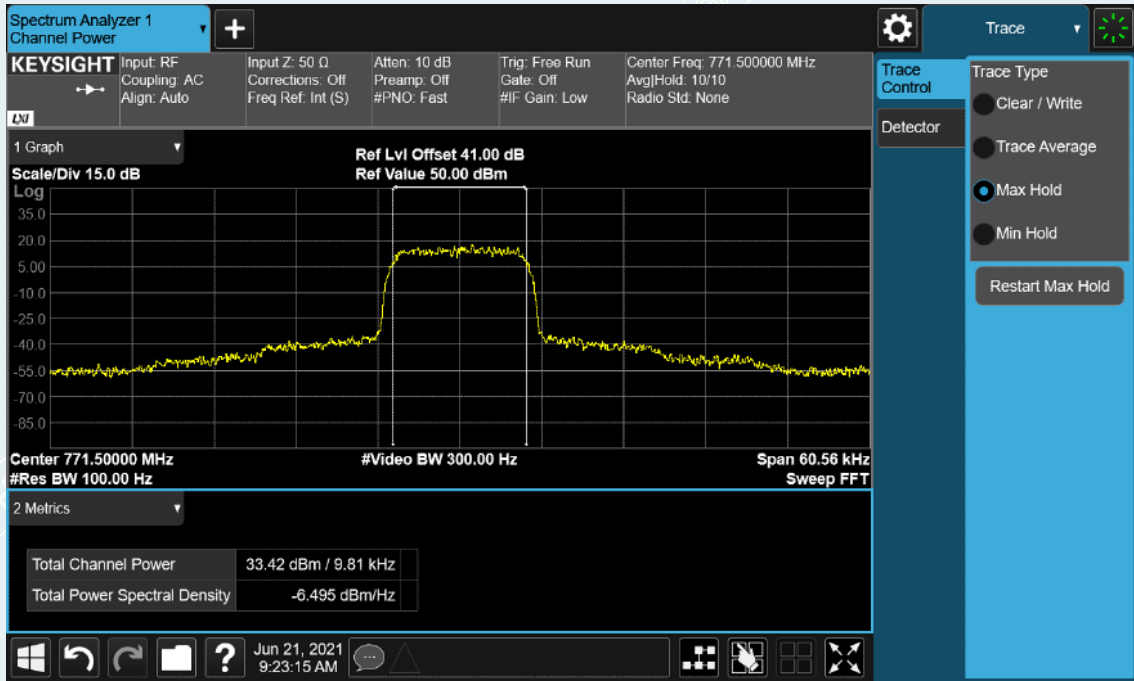 Spectrum Analyzer 1
Channel Power
+
Trace
KEYSIGHT
Input: RF
Coupling: AC
Align: Auto
Input Z: 50 Ω
Corrections: Off
Freq Ref: Int (S)
Atten: 10 dB
Preamp: Off
#PNO: Fast
Trig: Free Run
Gate: Off
#IF Gain: Low
Center Freq: 771.500000 MHz
Avg|Hold: 10/10
Radio Std: None
LXI
Trace
Control
Detector
Trace Type
Clear / Write
Trace Average
Max Hold
Min Hold
Restart Max Hold
1 Graph
Scale/Div 15.0 dB
Ref Lvl Offset 41.00 dB
Ref Value 50.00 dBm
Log
35.0
20.0
5.00
-10.0
-25.0
-40.0
-55.0
-70.0
-85.0
Center 771.50000 MHz
#Video BW 300.00 Hz
Span 60.56 kHz
#Res BW 100.00 Hz
Sweep FFT
2 Metrics
Total Channel Power 33.42 dBm / 9.81 kHz
Total Power Spectral Density -6.495 dBm/Hz
?
Jun 21, 2021
9:23:15 AM